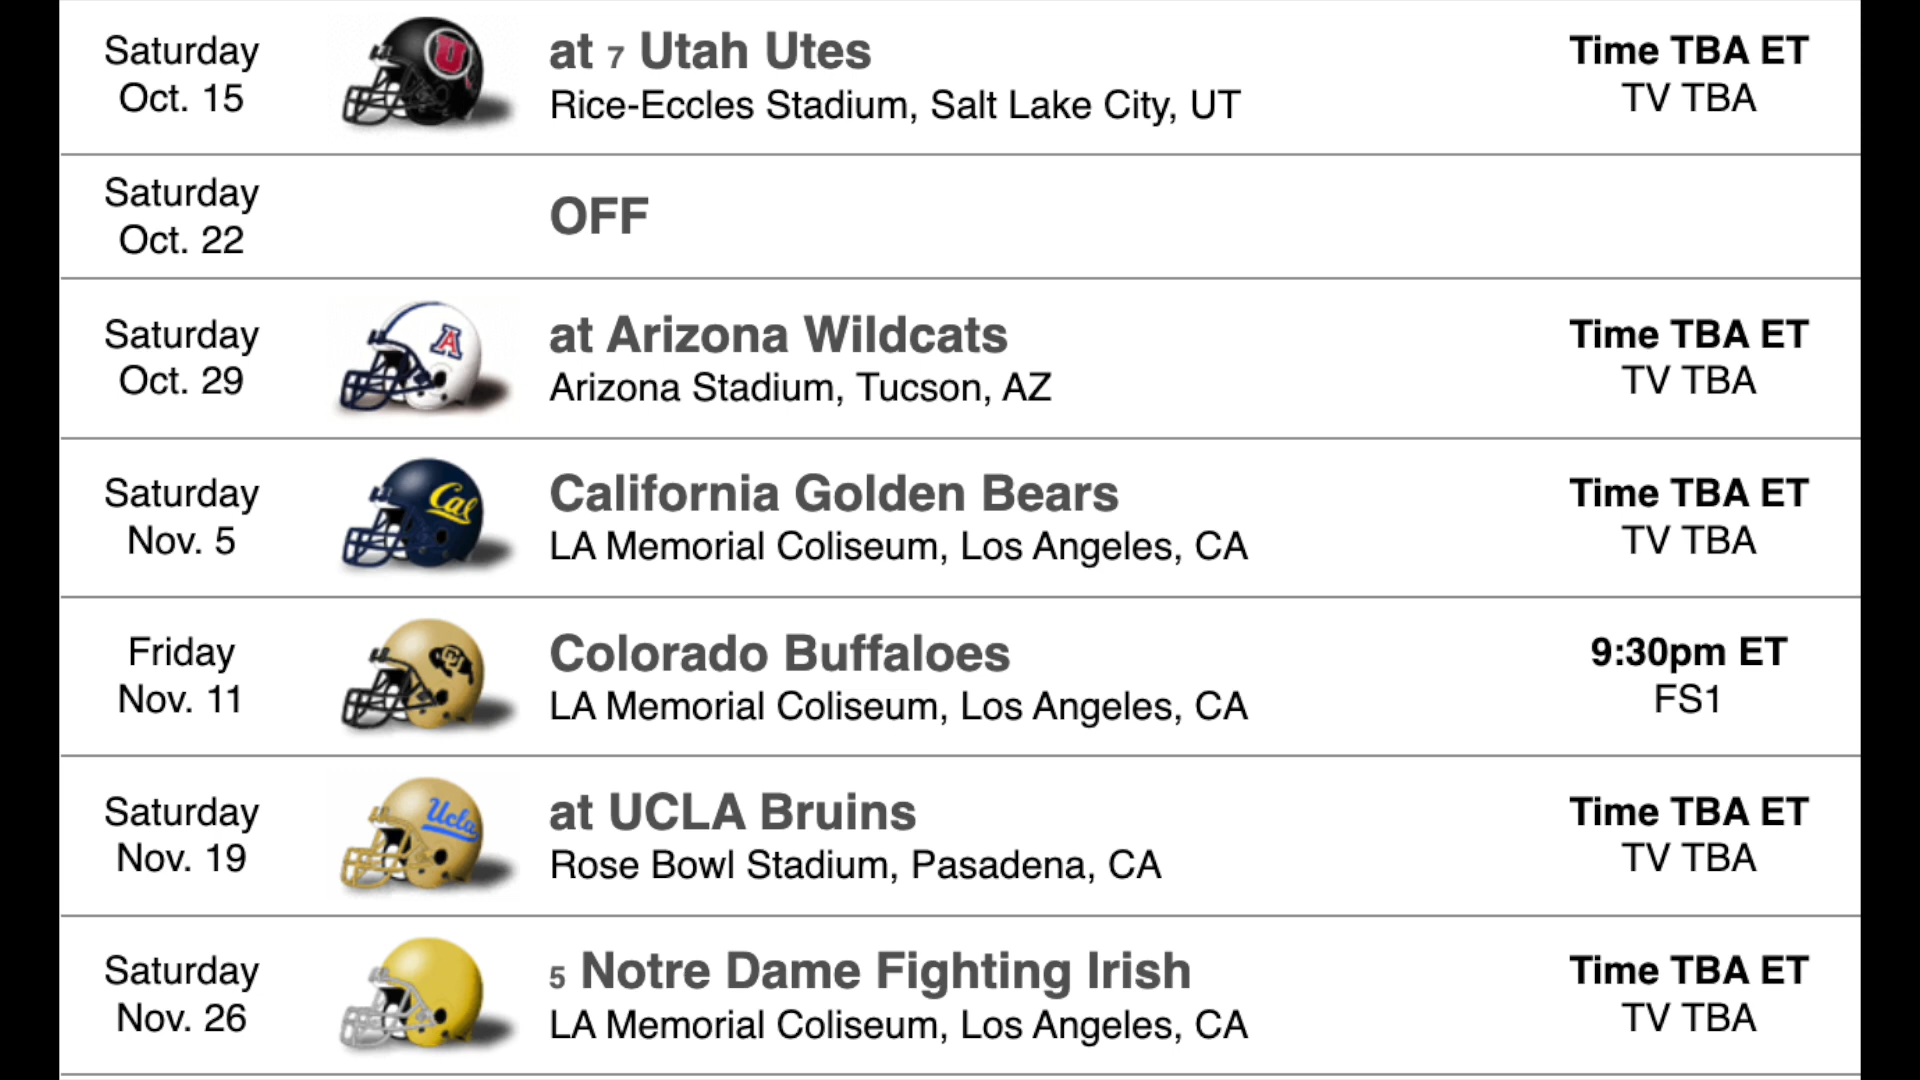 Saturday
Oct. 15
U
at 7 Utah Utes
Rice-Eccles Stadium, Salt Lake City, UT
Time TBA ET
TV TBA
Saturday
Oct. 22
OFF
Saturday
Oct. 29
A
at Arizona Wildcats
Arizona Stadium, Tucson, AZ
Time TBA ET
TV TBA
Saturday
Nov. 5
Cal
California Golden Bears
LA Memorial Coliseum, Los Angeles, CA
Time TBA ET
TV TBA
Friday
Nov. 11
CU
Colorado Buffaloes
LA Memorial Coliseum, Los Angeles, CA
9:30pm ET
FS1
Saturday
Nov. 19
Ucla
at UCLA Bruins
Rose Bowl Stadium, Pasadena, CA
Time TBA ET
TV TBA
Saturday
Nov. 26
5 Notre Dame Fighting Irish
LA Memorial Coliseum, Los Angeles, CA
Time TBA ET
TV TBA